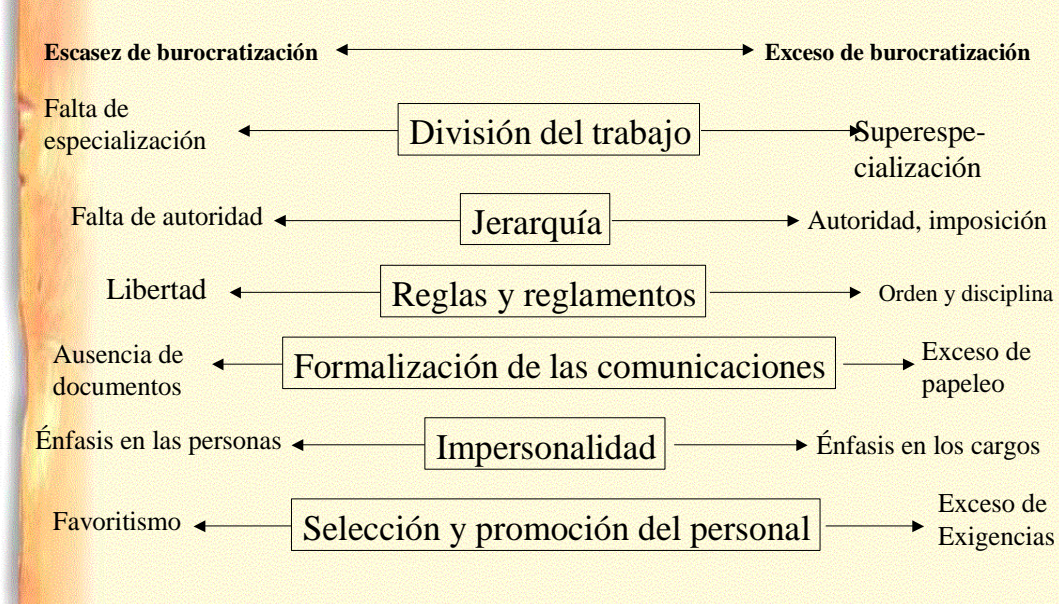 Escasez de burocratización Exceso de burocratización
Falta de
especialización
División del trabajo
Superespe-
cialización
Falta de autoridad Jerarquía Autoridad, imposición
Libertad Reglas y reglamentos Orden y disciplina
Ausencia de
documentos
Formalización de las comunicaciones
Exceso de
papeleo
Énfasis en las personas Impersonalidad Énfasis en los cargos
Favoritismo Selección y promoción del personal
Exceso de
Exigencias